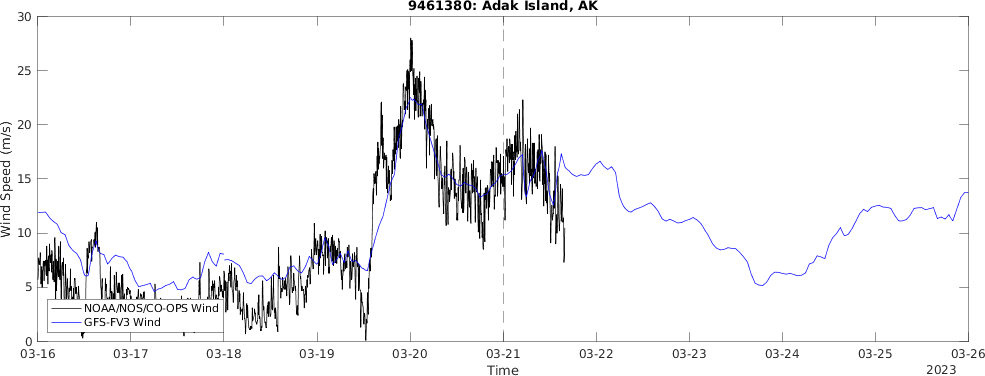 9461380: Adak Island, AK
Wind Speed (m/s)
30
25
20
15
10
5
0
NOAA/NOS/CO-OPS Wind
GFS-FV3 Wind
03-16 03-17 03-18 03-19 03-20 03-21 03-22 03-23 03-24 03-25 03-26
Time
2023